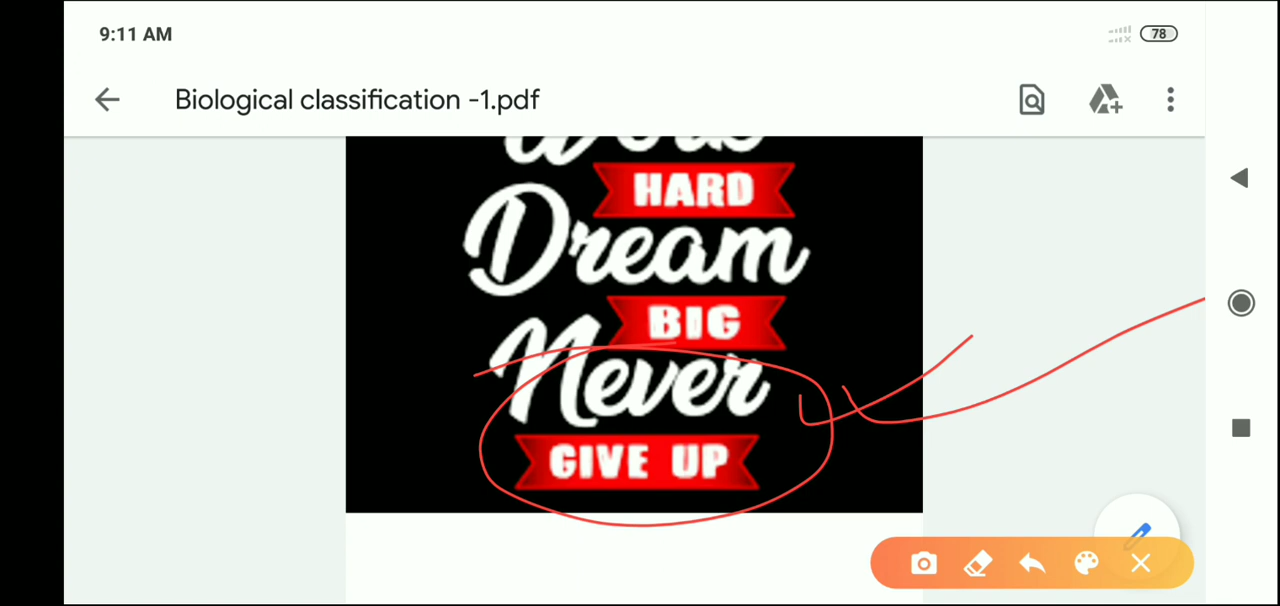 9:11 AM
78
Biological classification -1.pdf
HARD
Dream
BIG
Never
GIVE UP